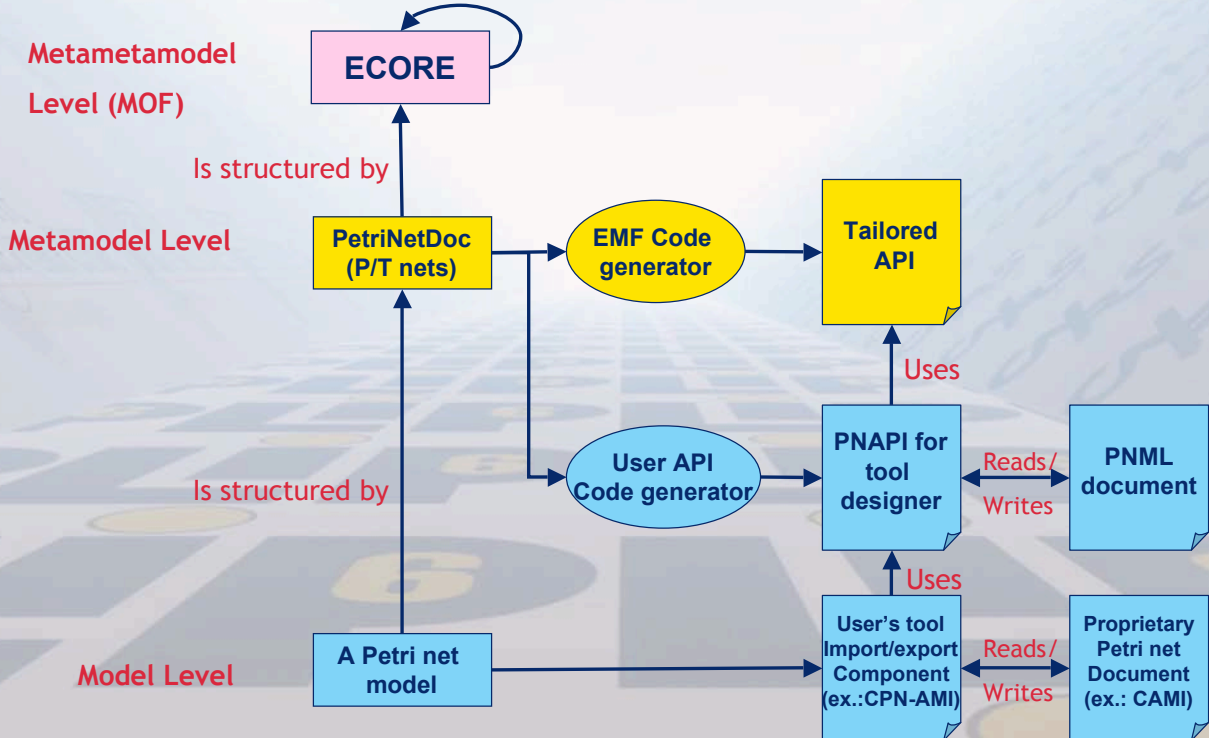 Metametamodel
Level (MOF)
ECORE
Is structured by
Metamodel Level
PetriNetDoc
(P/T nets)
EMF Code
generator
Tailored
API
Uses
Is structured by
User API
Code generator
PNAPI for
tool
designer
Reads/
Writes
PNML
document
Uses
Model Level
A Petri net
model
User's tool
Import/export
Component
(ex.:CPN-AMI)
Reads/
Writes
Proprietary
Petri net
Document
(ex.: CAMI)